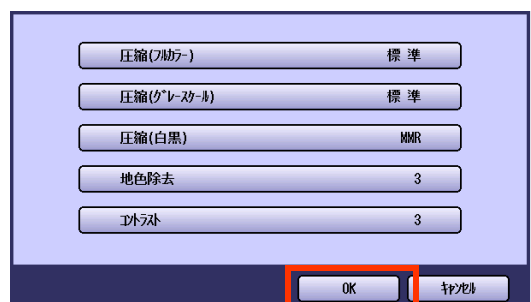 圧縮(フルカラー) 標 準
圧縮(グレースケール) 標 準
圧縮(白黒) MMR
地色除去 3
コントラスト 3
OK キャンセル